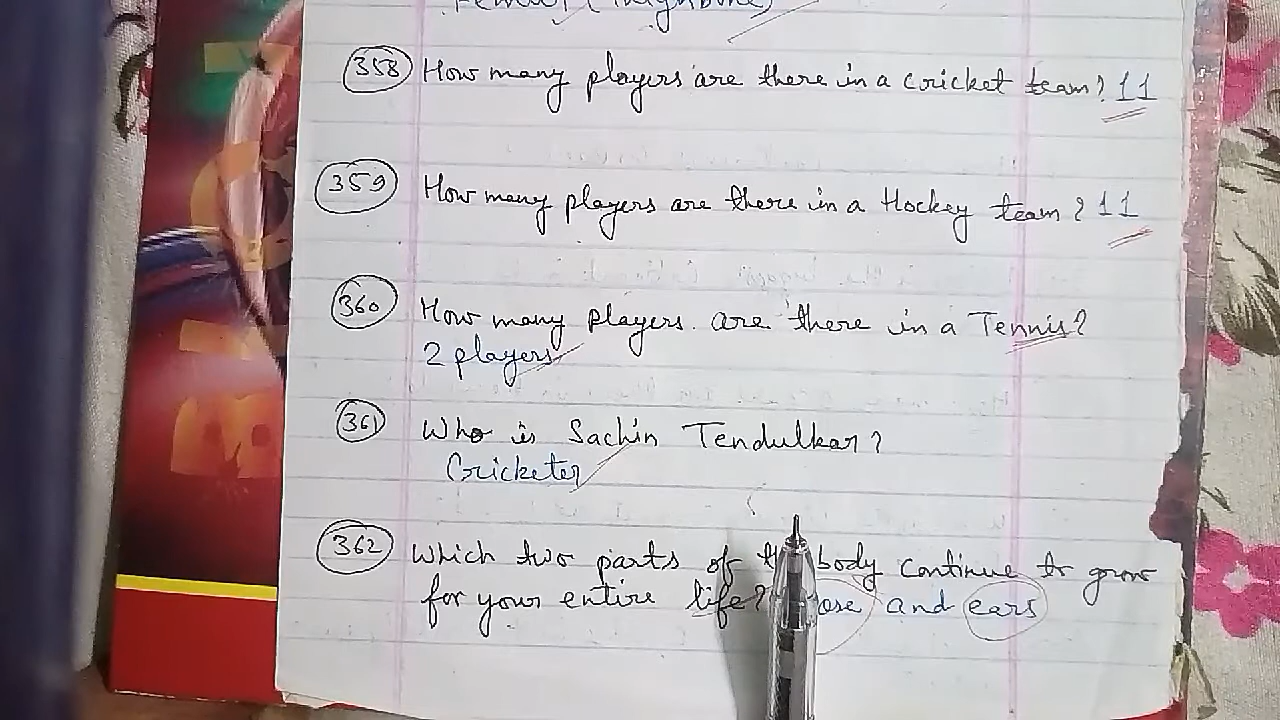 358 How many players are there in a cricket team? 11
359 How many players are there in a Hockey team? 11
360 How many players are there in a Tennis?
2 players
361 Who is Sachin Tendulkar?
Cricketer
362 Which two parts of body continue to grow
for your entire life? and ears